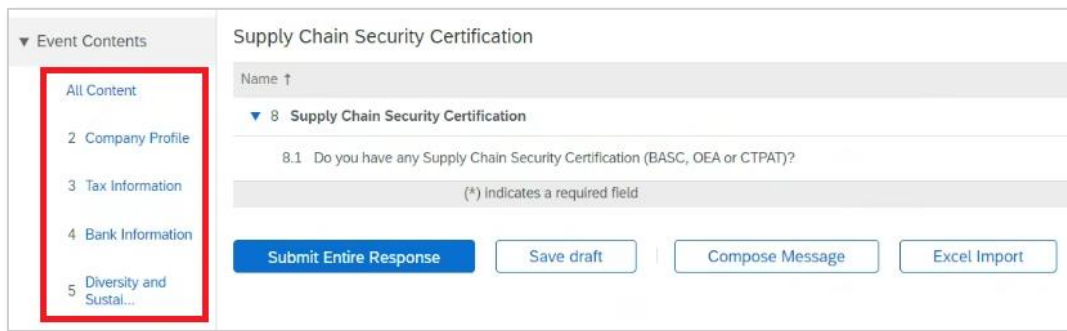 ▼ Event Contents
All Content
2 Company Profile
3 Tax Information
4 Bank Information
5 Diversity and
Sustai...
Supply Chain Security Certification
Name ↑
▼ 8 Supply Chain Security Certification
8.1 Do you have any Supply Chain Security Certification (BASC, OEA or CTPAT)?
(*) indicates a required field
Submit Entire Response
Save draft
Compose Message
Excel Import